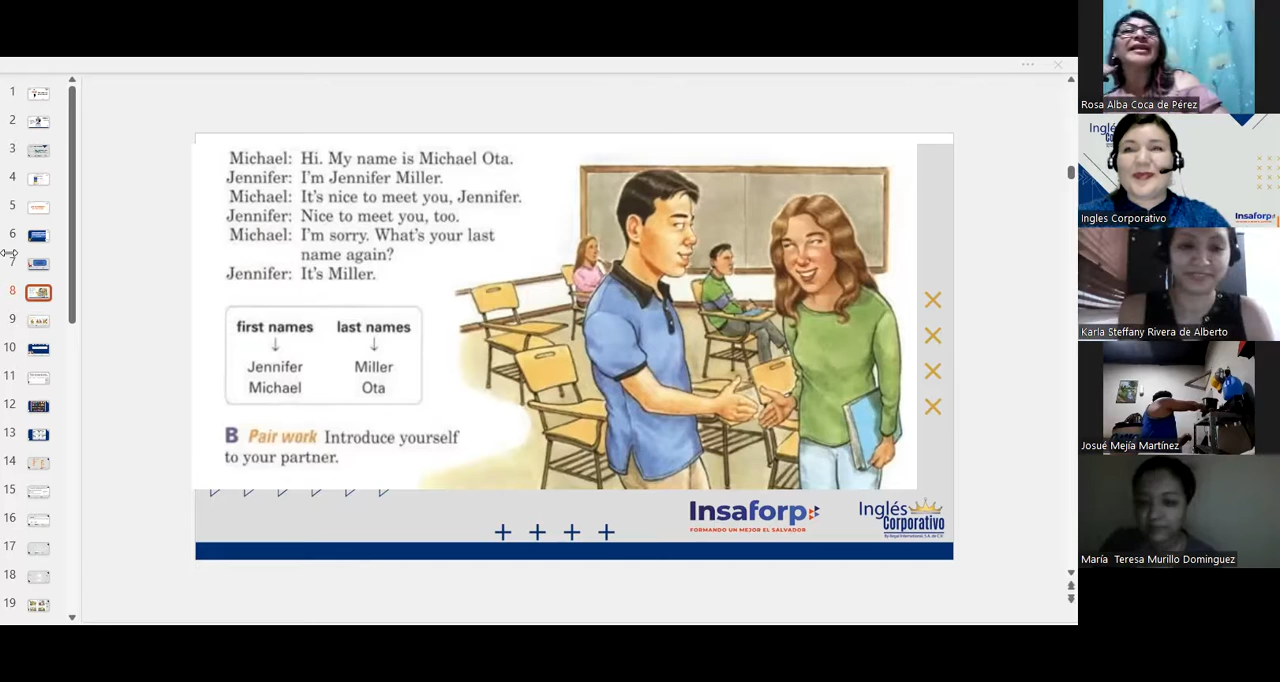 1
2
3
4
5
6
7
8
9
10
11
12
13
14
15
16
17
18
19
Michael: Hi. My name is Michael Ota.
Jennifer: I'm Jennifer Miller.
Michael: It's nice to meet you, Jennifer.
Jennifer: Nice to meet you, too.
Michael: I'm sorry. What's your last
name again?
Jennifer: It's Miller.
first names last names
Jennifer Miller
Michael Ota
B Pair work Introduce yourself
to your partner.
Insaforp
FORMANDO UN MEJOR EL SALVADOR
Inglés
Corporativo
Rosa Alba Coca de Pérez
Inglés
Insaforp
Ingles Corporativo
Karla Steffany Rivera de Alberto
Josué Mejía Martínez
María Teresa Murillo Dominguez